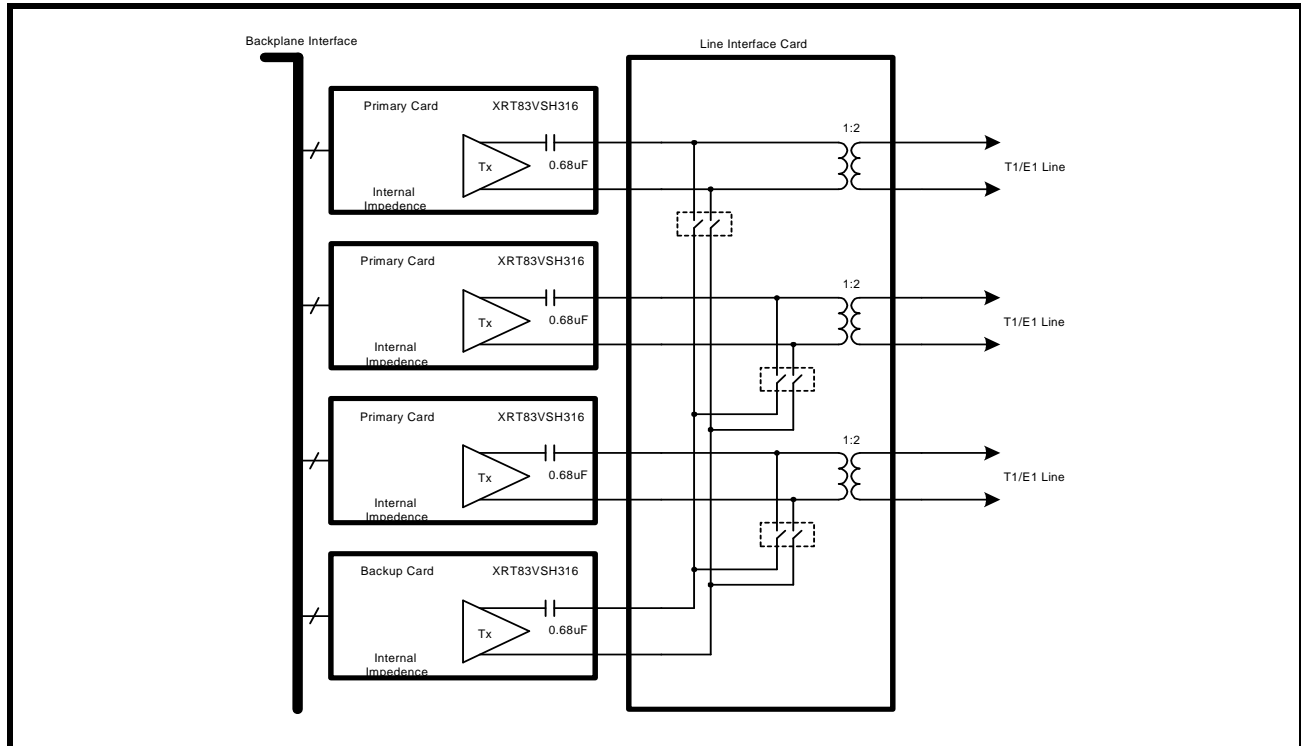 Backplane Interface
Line Interface Card
Primary Card XRT83VSH316
1:2
Tx
0.68uF
T1/E1 Line
Internal
Impedence
Primary Card XRT83VSH316
1:2
Tx
0.68uF
T1/E1 Line
Internal
Impedence
Primary Card XRT83VSH316
1:2
Tx
0.68uF
T1/E1 Line
Internal
Impedence
Backup Card XRT83VSH316
Tx
0.68uF
Internal
Impedence